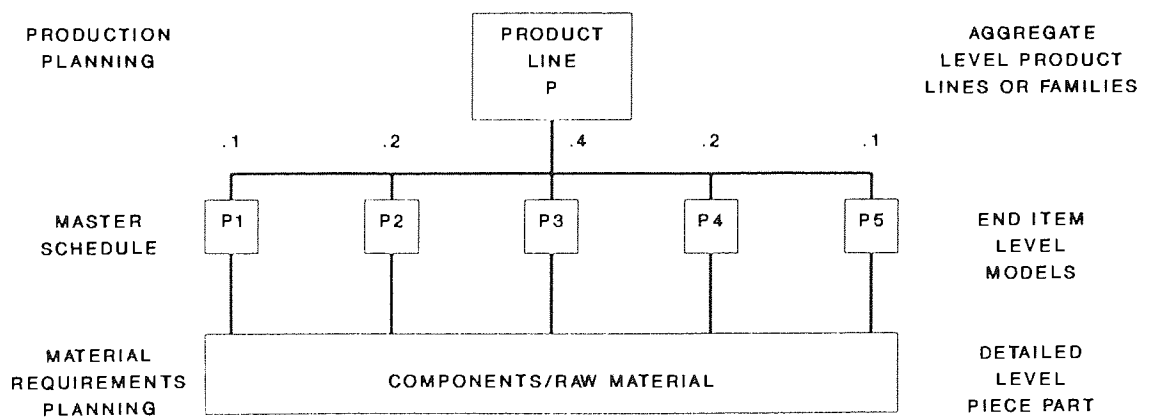 PRODUCTION
PLANNING
PRODUCT
LINE
P
AGGREGATE
LEVEL PRODUCT
LINES OR FAMILIES
.1
.2
.4
.2
.1
MASTER
SCHEDULE
P1
P2
P3
P4
P5
END ITEM
LEVEL
MODELS
MATERIAL
REQUIREMENTS
PLANNING
COMPONENTS/RAW MATERIAL
DETAILED
LEVEL
PIECE PART